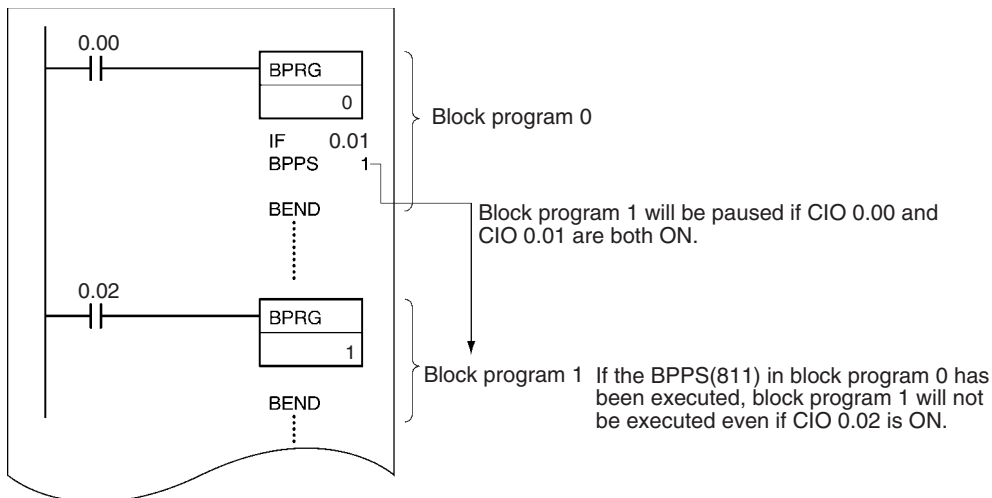 0.00
BPRG
0
Block program 0
IF 0.01
BPPS 1
BEND
Block program 1 will be paused if CIO 0.00 and
CIO 0.01 are both ON.
0.02
BPRG
1
Block program 1
If the BPPS(811) in block program 0 has
been executed, block program 1 will not
be executed even if CIO 0.02 is ON.
BEND